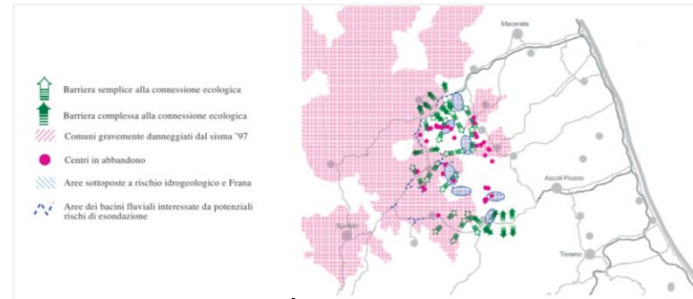 Barriera semplice alla connessione ecologica
Barriera complessa alla connessione ecologica
Comuni gravemente danneggiati dal sisma '97
Centri in abbandono
Aree sottoposte a rischio idrogeologico e Frana
Aree dei bacini fluviali interessate da potenziali
rischi di esondazione
Macerata
Ascoli Piceno
Spoleto
Teramo